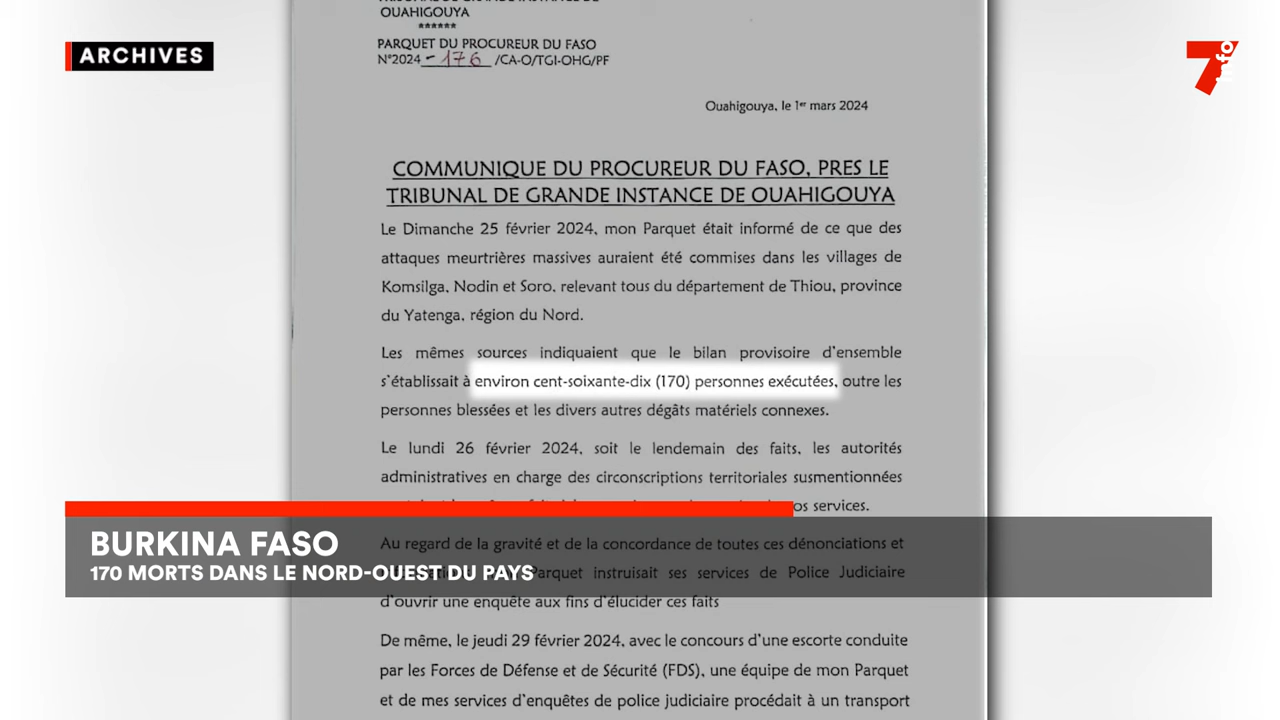 TRIBUNAL DE GRANDE INSTANCE DE
OUAHIGOUYA
******
PARQUET DU PROCUREUR DU FASO
N°2024 - 176 /CA-O/TGI-OHG/PF
ARCHIVES
7info
Ouahigouya, le 1er mars 2024
COMMUNIQUE DU PROCUREUR DU FASO, PRES LE
TRIBUNAL DE GRANDE INSTANCE DE OUAHIGOUYA
Le Dimanche 25 février 2024, mon Parquet était informé de ce que des
attaques meurtrières massives auraient été commises dans les villages de
Komsilga, Nodin et Soro, relevant tous du département de Thiou, province
du Yatenga, région du Nord.
Les mêmes sources indiquaient que le bilan provisoire d'ensemble
s'établissait à environ cent-soixante-dix (170) personnes exécutées, outre les
personnes blessées et les divers autres dégâts matériels connexes.
Le lundi 26 février 2024, soit le lendemain des faits, les autorités
administratives en charge des circonscriptions territoriales susmentionnées
os services.
BURKINA FASO
170 MORTS DANS LE NORD-OUEST DU PAYS
Au regard de la gravité et de la concordance de toutes ces dénonciations et
Parquet instruisait ses services de Police Judiciaire
d'ouvrir une enquête aux fins d'élucider ces faits
De même, le jeudi 29 février 2024, avec le concours d'une escorte conduite
par les Forces de Défense et de Sécurité (FDS), une équipe de mon Parquet
et de mes services d'enquêtes de police judiciaire procédait à un transport